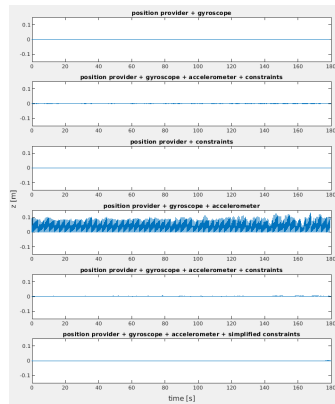 position provider + gyroscope
0.1
0
-0.1
0 20 40 60 80 100 120 140 160 180
position provider + gyroscope + accelerometer + constraints
0.1
0
-0.1
0 20 40 60 80 100 120 140 160 180
position provider + constraints
0.1
0
-0.1
0 20 40 60 80 100 120 140 160 180
z [m]
position provider + gyroscope + accelerometer
0.1
0
-0.1
0 20 40 60 80 100 120 140 160 180
position provider + gyroscope + accelerometer + constraints
0.1
0
-0.1
0 20 40 60 80 100 120 140 160 180
position provider + gyroscope + accelerometer + simplified constraints
0.1
0
-0.1
0 20 40 60 80 100 120 140 160 180
time [s]